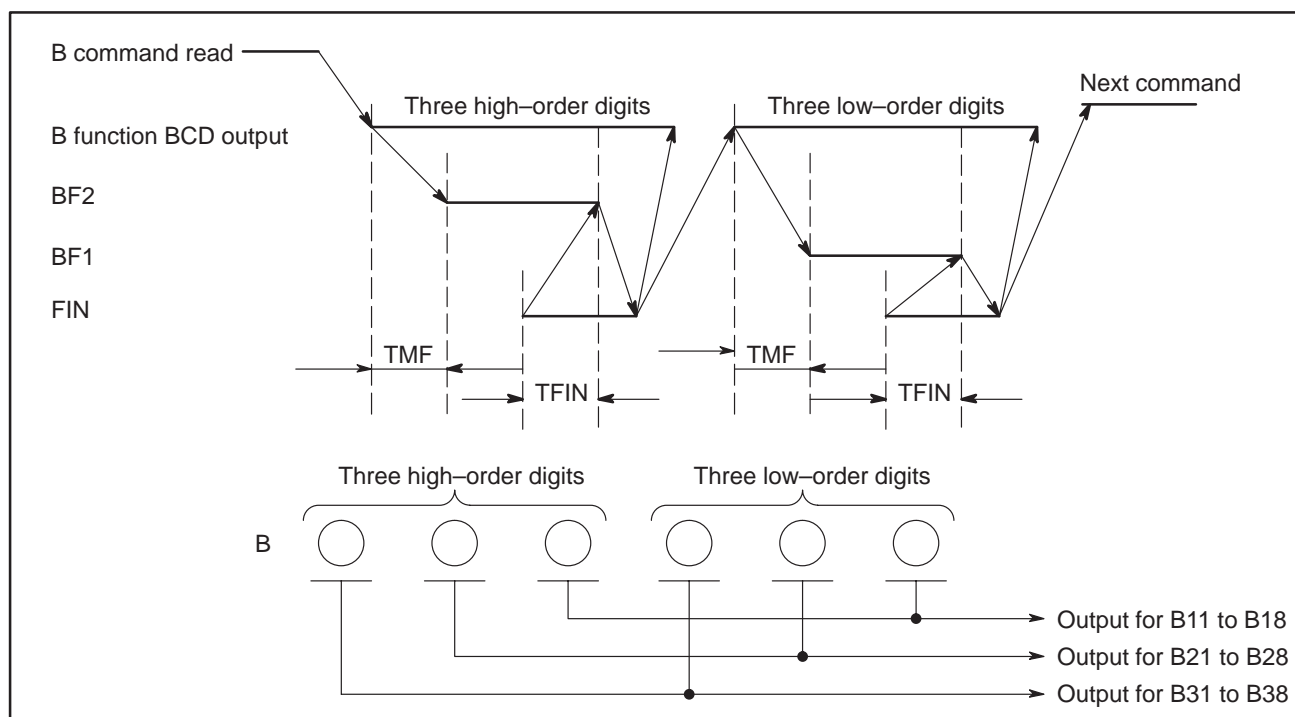 B command read
Next command
Three high–order digits
Three low–order digits
B function BCD output
BF2
BF1
FIN
TMF
TMF
TFIN
TFIN
Three high–order digits
Three low–order digits
B
Output for B11 to B18
Output for B21 to B28
Output for B31 to B38